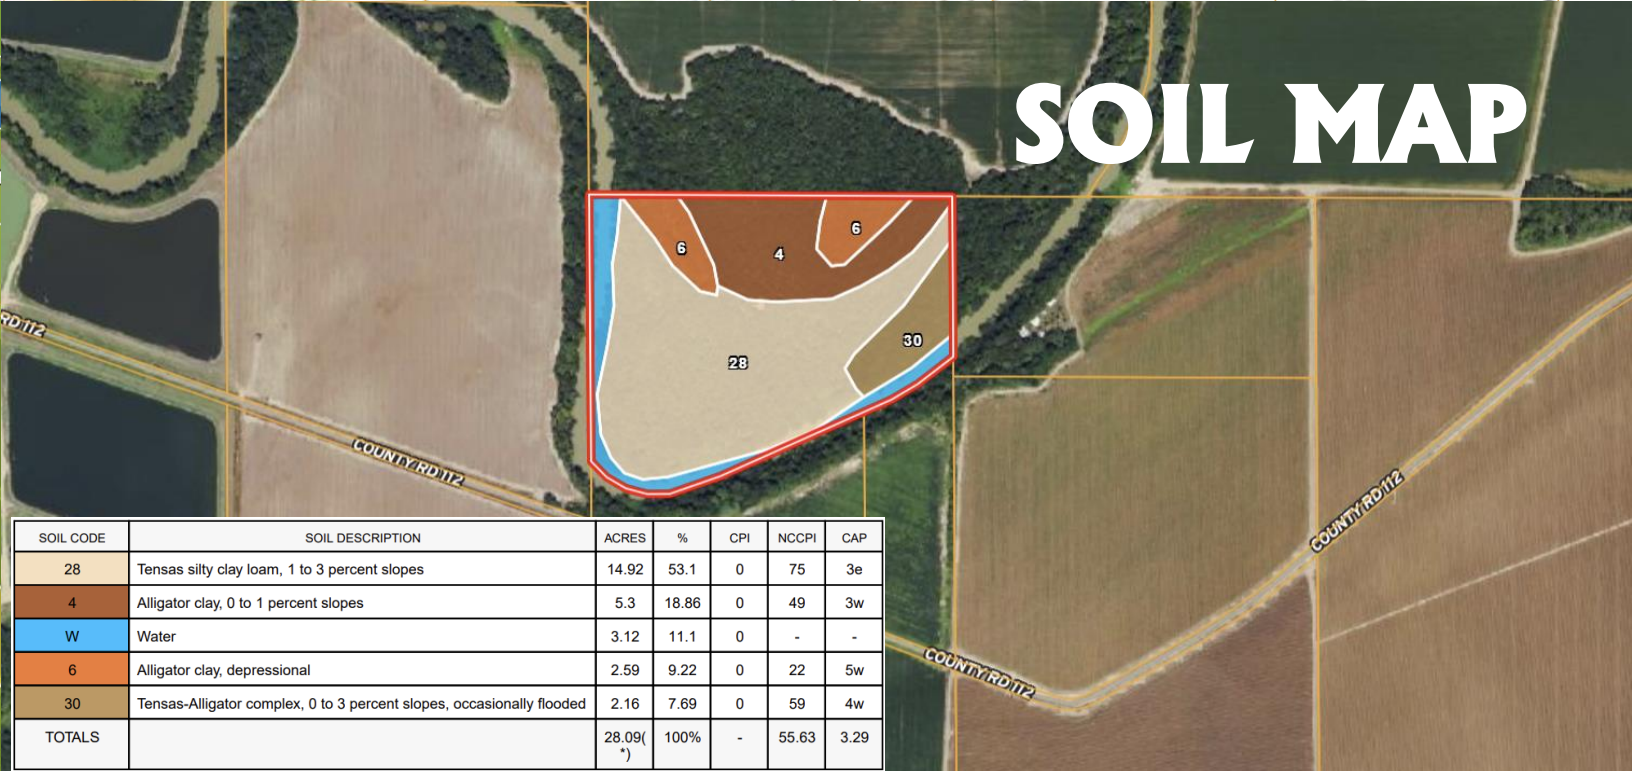 SOIL MAP
6
4
6
30
28
RD 112
COUNTY RD 112
COUNTY RD 112
COUNTY RD 112
SOIL CODE SOIL DESCRIPTION ACRES % CPI NCCPI CAP
28 Tensas silty clay loam, 1 to 3 percent slopes 14.92 53.1 0 75 3e
4 Alligator clay, 0 to 1 percent slopes 5.3 18.86 0 49 3w
W Water 3.12 11.1 0 - -
6 Alligator clay, depressional 2.59 9.22 0 22 5w
30 Tensas-Alligator complex, 0 to 3 percent slopes, occasionally flooded 2.16 7.69 0 59 4w
TOTALS 28.09( 100% - 55.63 3.29
*)